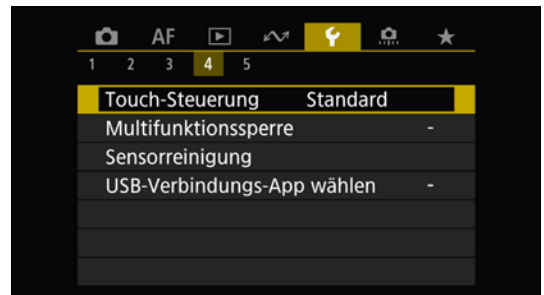 AF
1 2 3 4 5
Touch-Steuerung Standard
Multifunktionssperre -
Sensorreinigung
USB-Verbindungs-App wählen -